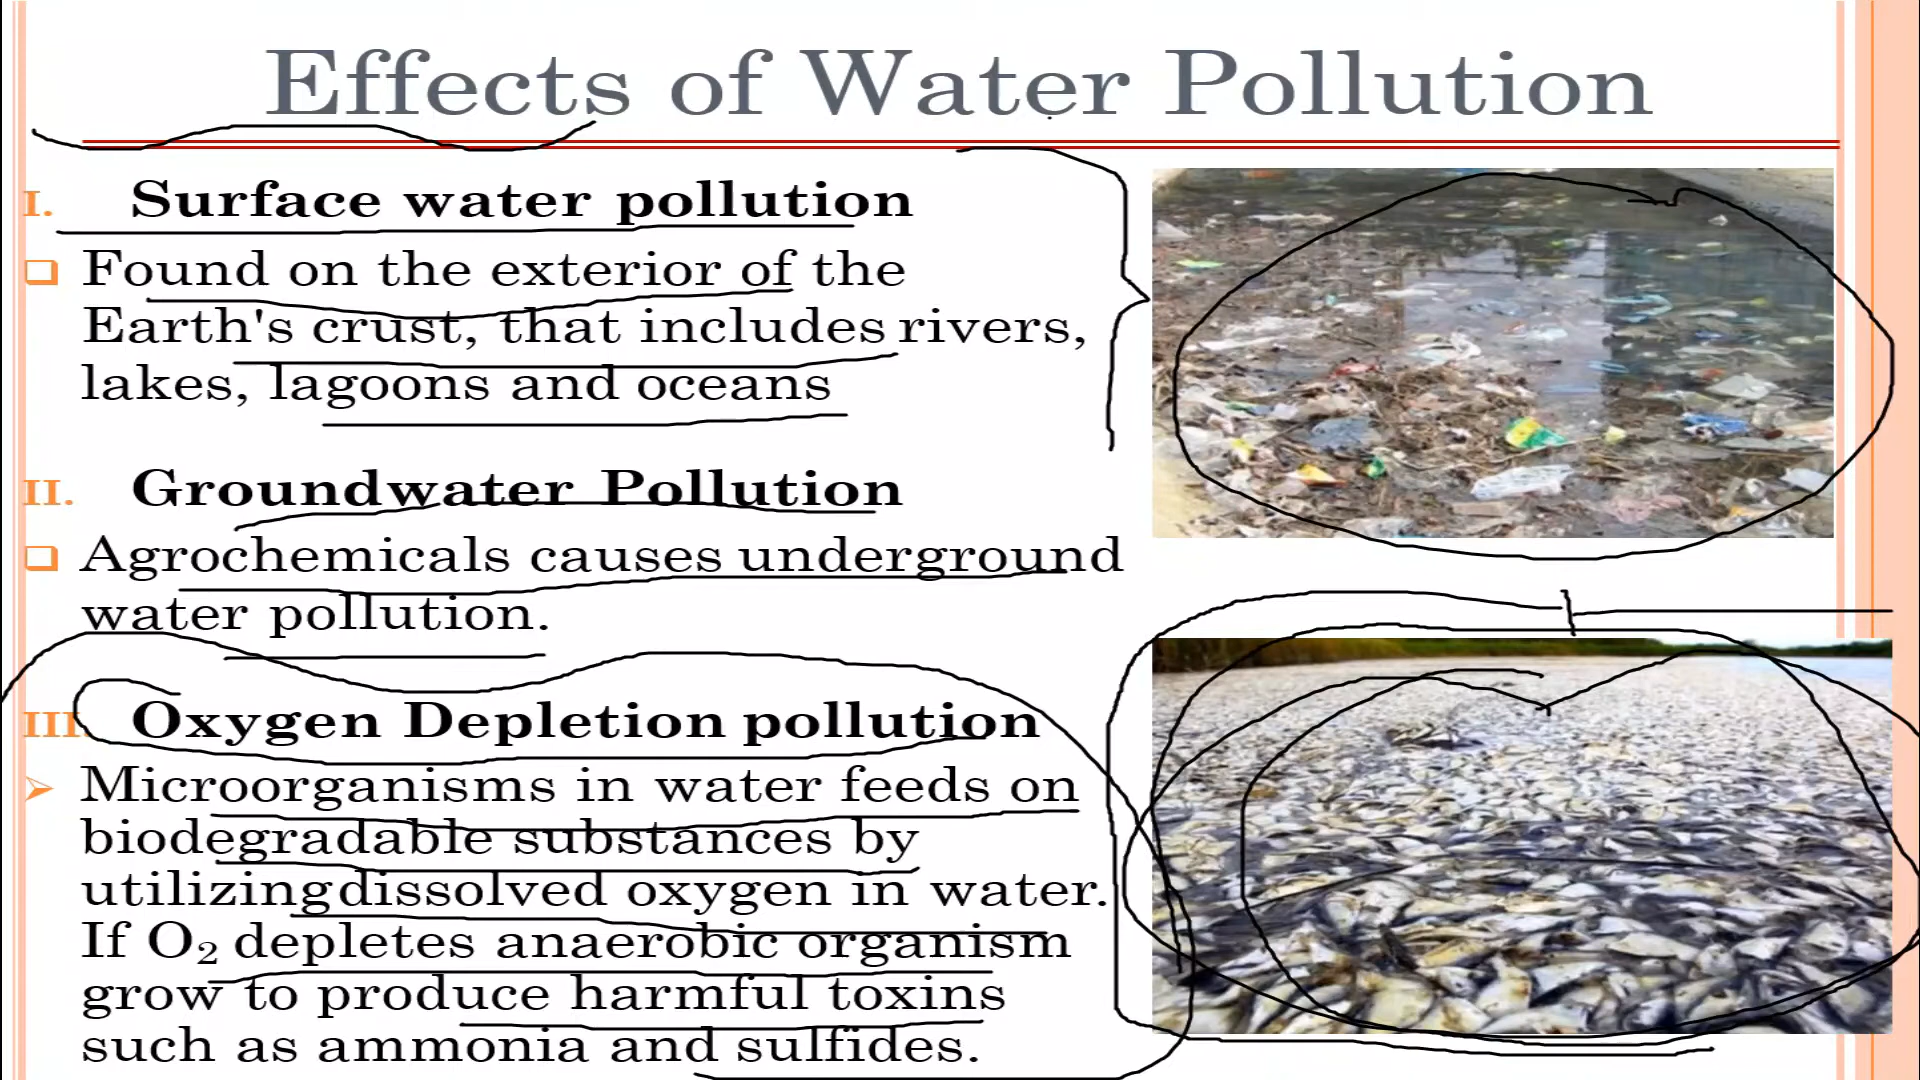 Effects of Water Pollution
I. Surface water pollution
Found on the exterior of the
Earth's crust, that includes rivers,
lakes, lagoons and oceans
II. Groundwater Pollution
Agrochemicals causes underground
water pollution.
III. Oxygen Depletion pollution
Microorganisms in water feeds on
biodegradable substances by
utilizing dissolved oxygen in water.
If O₂ depletes anaerobic organism
grow to produce harmful toxins
such as ammonia and sulfides.